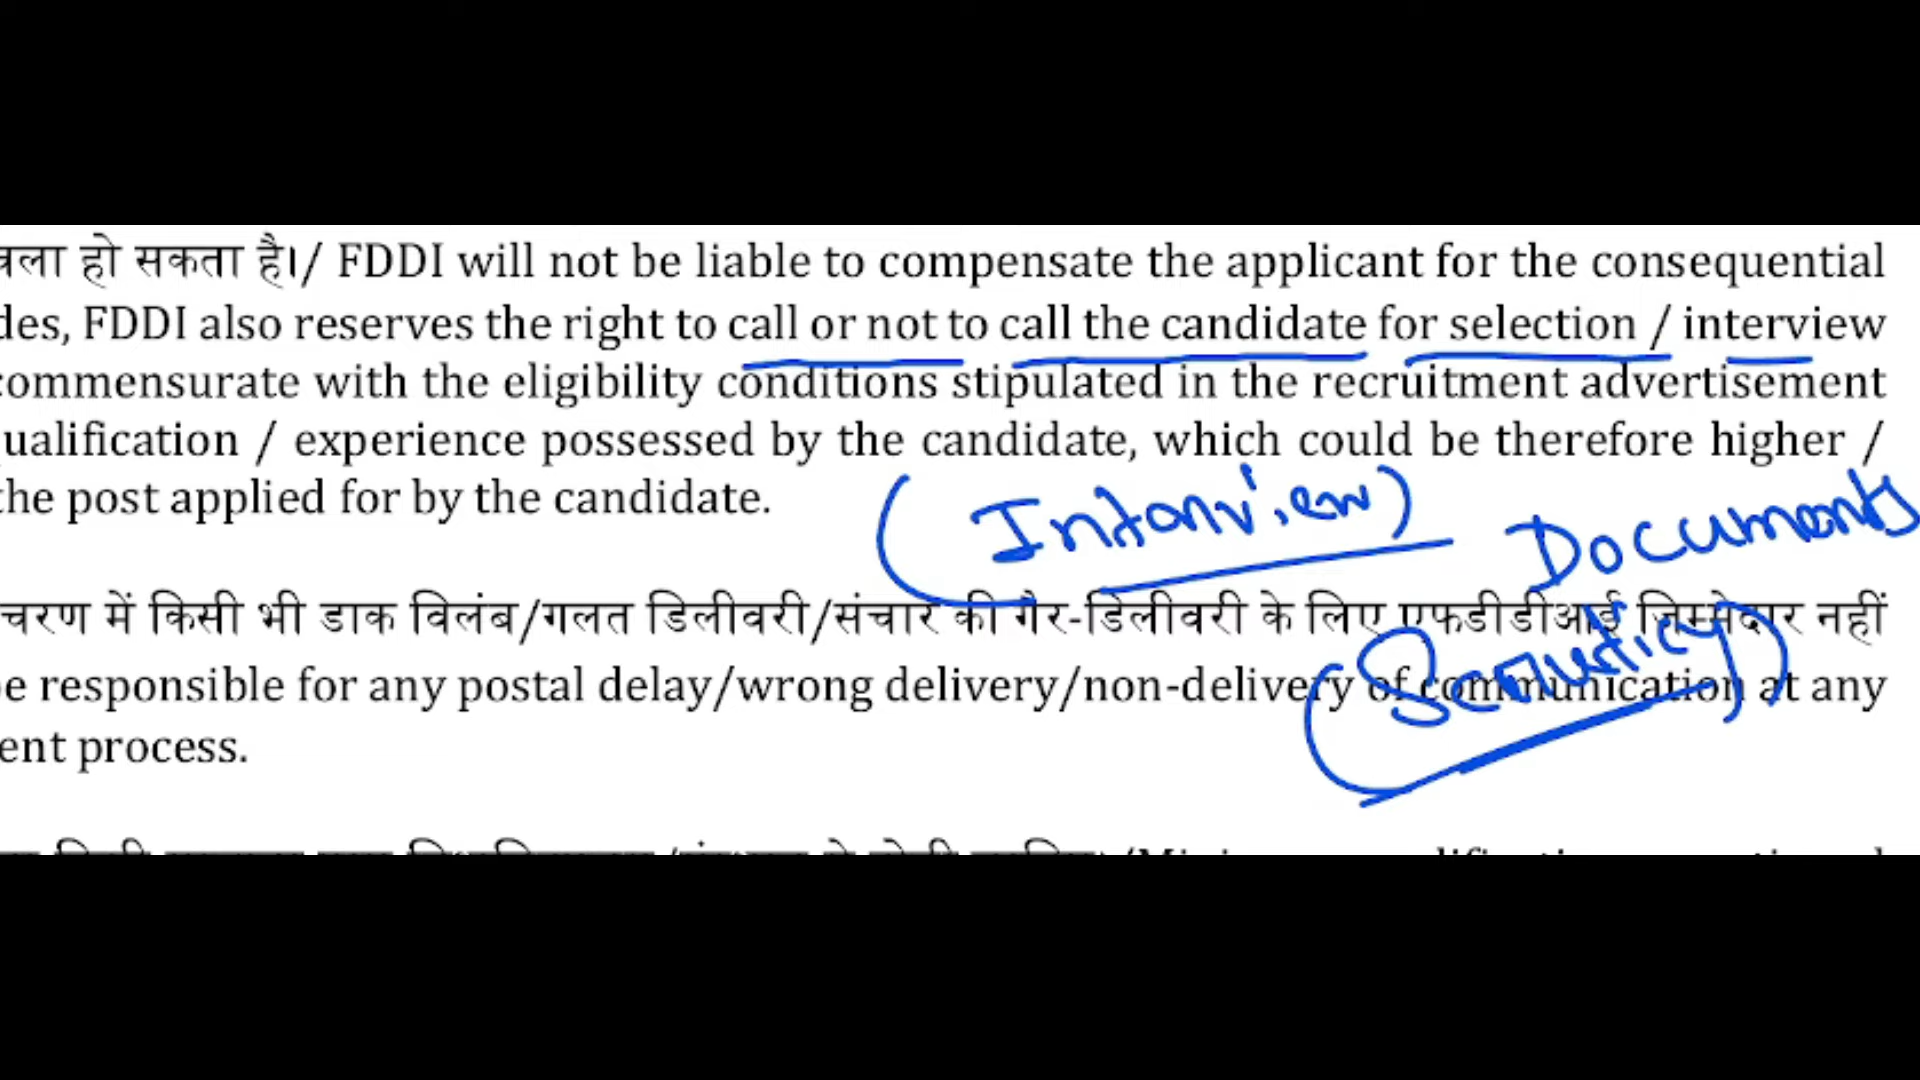 हो सकता है।/ FDDI will not be liable to compensate the applicant for the consequential
des, FDDI also reserves the right to call or not to call the candidate for selection / interview
commensurate with the eligibility conditions stipulated in the recruitment advertisement
ualification / experience possessed by the candidate, which could be therefore higher /
the post applied for by the candidate.
(Interview)
Documents
चरण में किसी भी डाक विलंब/गलत डिलीवरी/संचार की गैर-डिलीवरी के लिए एफडीडीआई जिम्मेदार नहीं
e responsible for any postal delay/wrong delivery/non-delivery of communication at any
ent process.